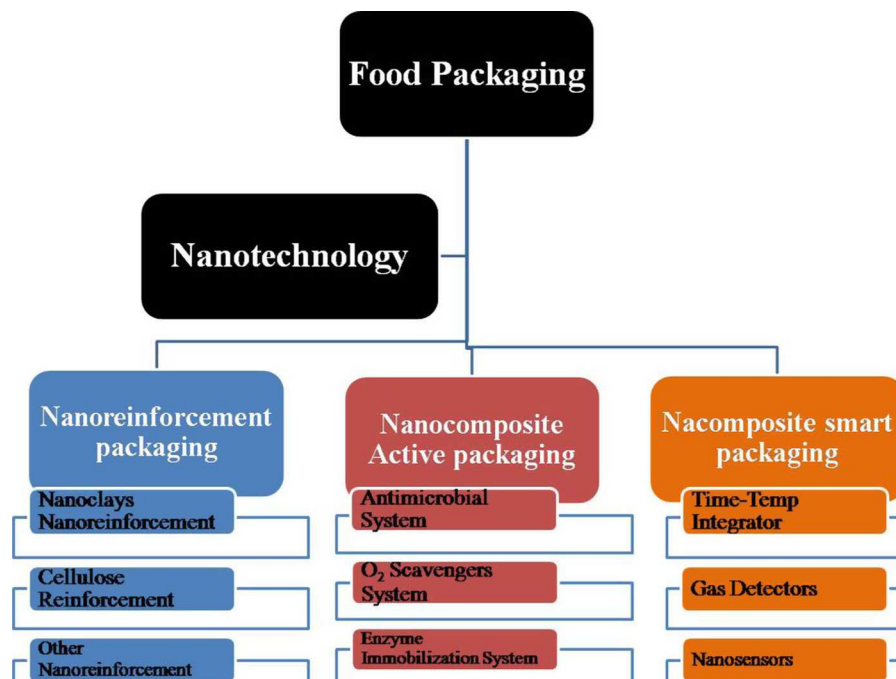 Food Packaging
Nanotechnology
Nanoreinforcement
packaging
Nanoclays
Nanoreinforcement
Cellulose
Reinforcement
Other
Nanoreinforcement
Nanocomposite
Active packaging
Antimicrobial
System
O₂ Scavengers
System
Enzyme
Immobilization System
Nacomposite smart
packaging
Time-Temp
Integrator
Gas Detectors
Nanosensors